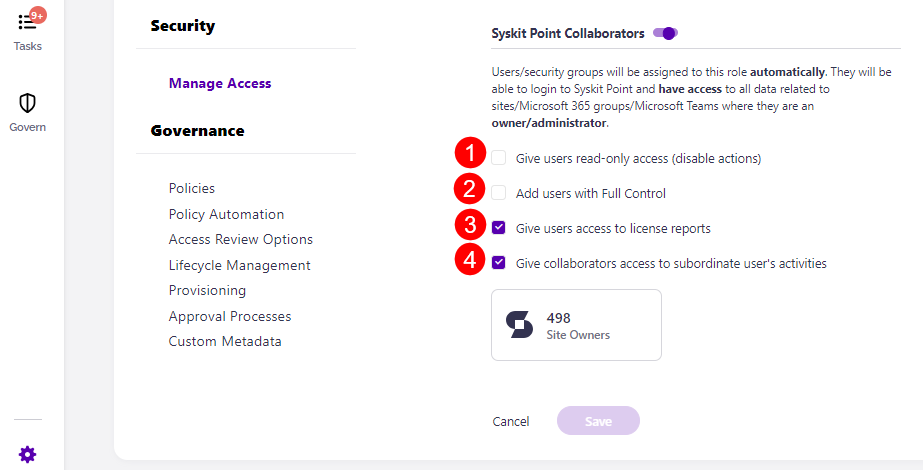 9+
Tasks
Govern
Security
Manage Access
Governance
Policies
Policy Automation
Access Review Options
Lifecycle Management
Provisioning
Approval Processes
Custom Metadata
Syskit Point Collaborators
Users/security groups will be assigned to this role automatically. They will be
able to login to Syskit Point and have access to all data related to
sites/Microsoft 365 groups/Microsoft Teams where they are an
owner/administrator.
1 Give users read-only access (disable actions)
2 Add users with Full Control
3 Give users access to license reports
4 Give collaborators access to subordinate user's activities
498
Site Owners
Cancel Save